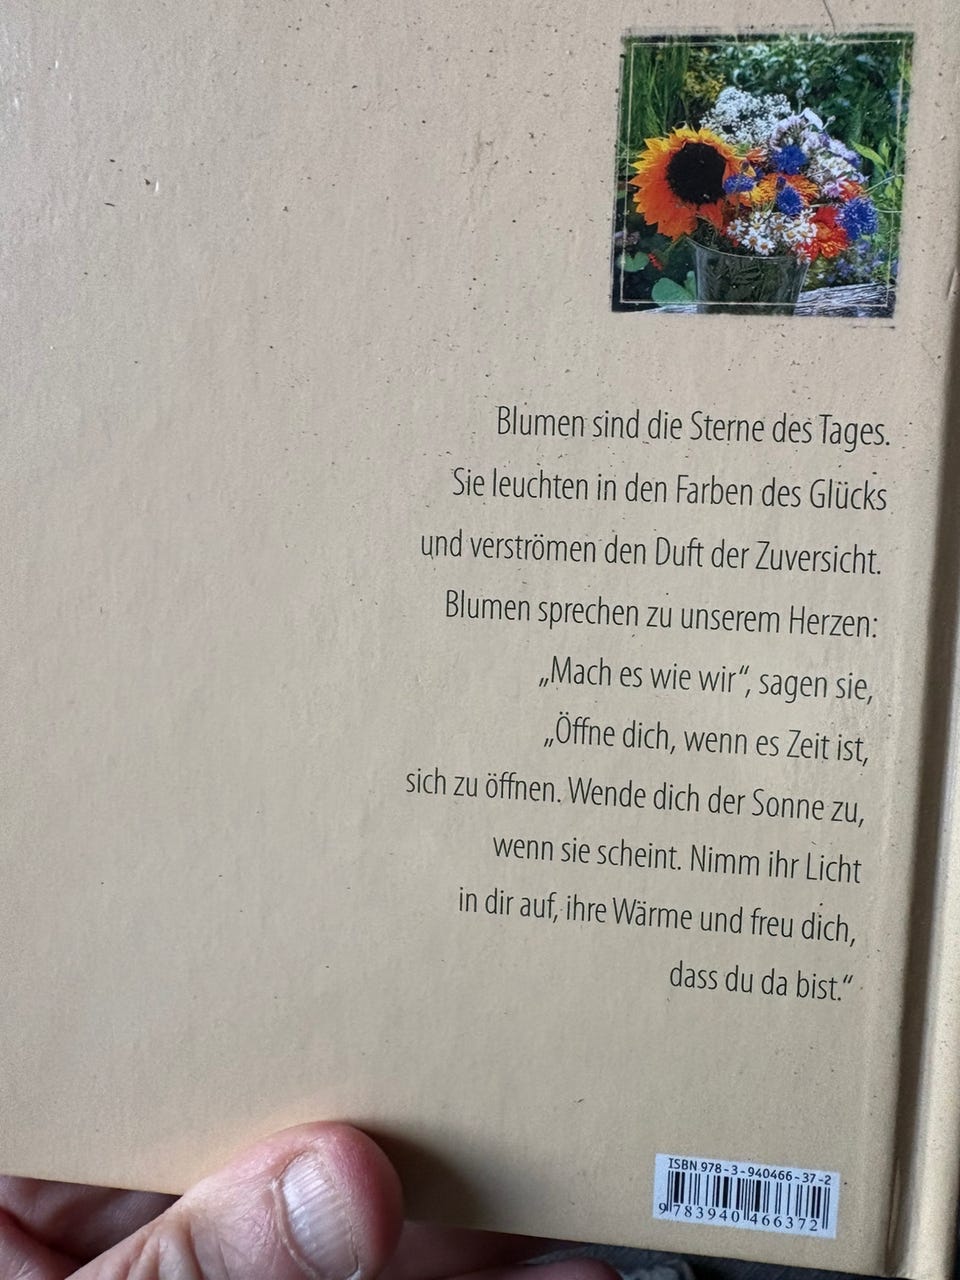 Blumen sind die Sterne des Tages.
Sie leuchten in den Farben des Glücks
und verströmen den Duft der Zuversicht.
Blumen sprechen zu unserem Herzen:
„Mach es wie wir“, sagen sie,
„Öffne dich, wenn es Zeit ist,
sich zu öffnen. Wende dich der Sonne zu,
wenn sie scheint. Nimm ihr Licht
in dir auf, ihre Wärme und freu dich,
dass du da bist.“
ISBN 978-3-940466-37-2
9 783940 466372